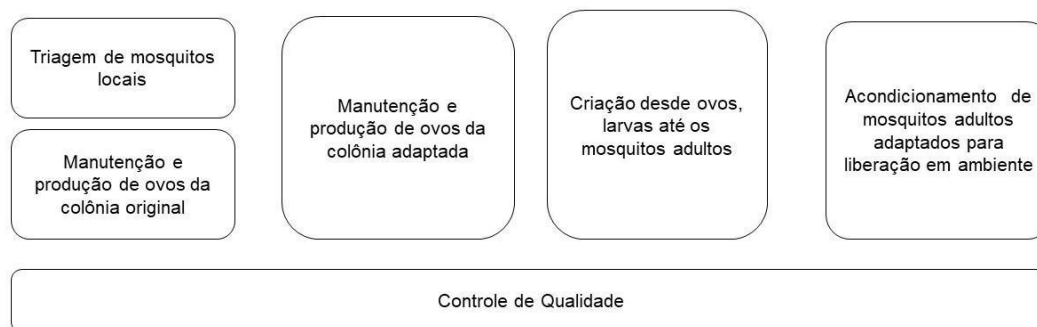 Triagem de mosquitos
locais
Manutenção e
produção de ovos da
colônia original
Manutenção e
produção de ovos da
colônia adaptada
Criação desde ovos,
larvas até os
mosquitos adultos
Acondicionamento de
mosquitos adultos
adaptados para
liberação em ambiente
Controle de Qualidade